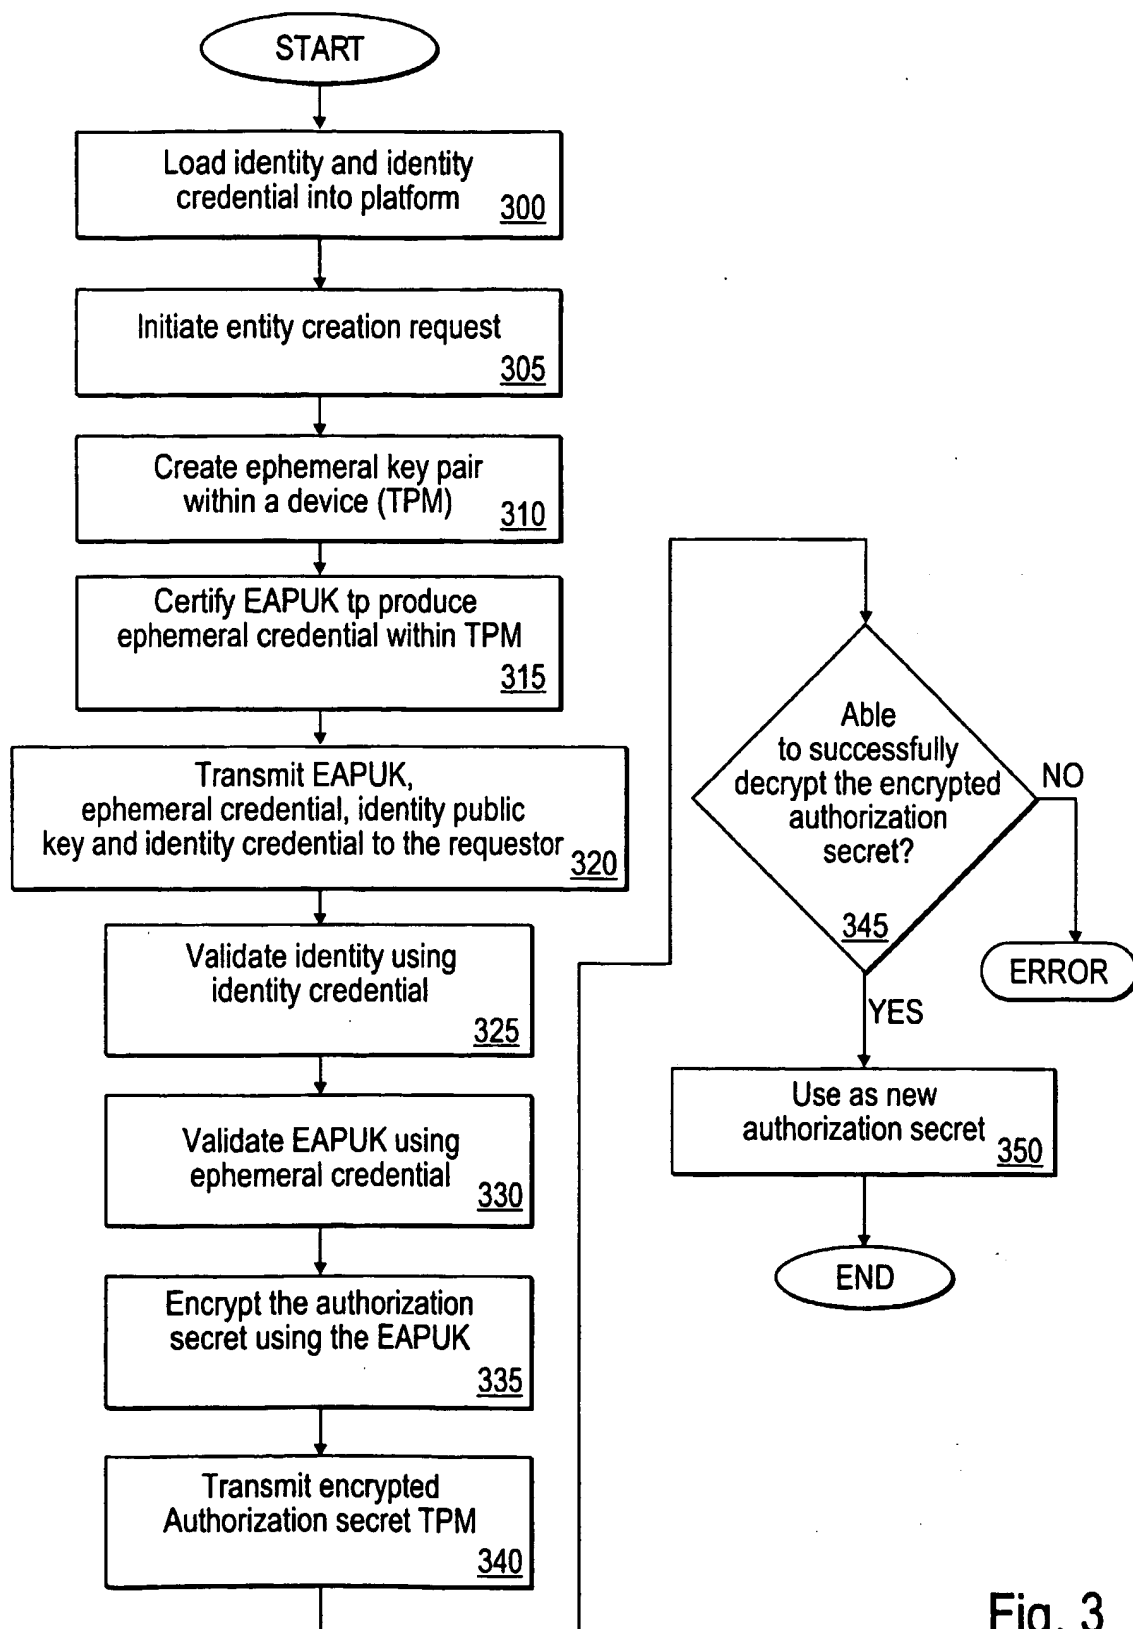 START
Load identity and identity
credential into platform
300
Initiate entity creation request
305
Create ephemeral key pair
within a device (TPM)
310
Certify EAPUK tp produce
ephemeral credential within TPM
315
Transmit EAPUK,
ephemeral credential, identity public
key and identity credential to the requestor
320
Validate identity using
identity credential
325
Validate EAPUK using
ephemeral credential
330
Encrypt the authorization
secret using the EAPUK
335
Transmit encrypted
Authorization secret TPM
340
Able
to successfully
decrypt the encrypted
authorization
secret?
345
NO
ERROR
YES
Use as new
authorization secret
350
END
Fig. 3